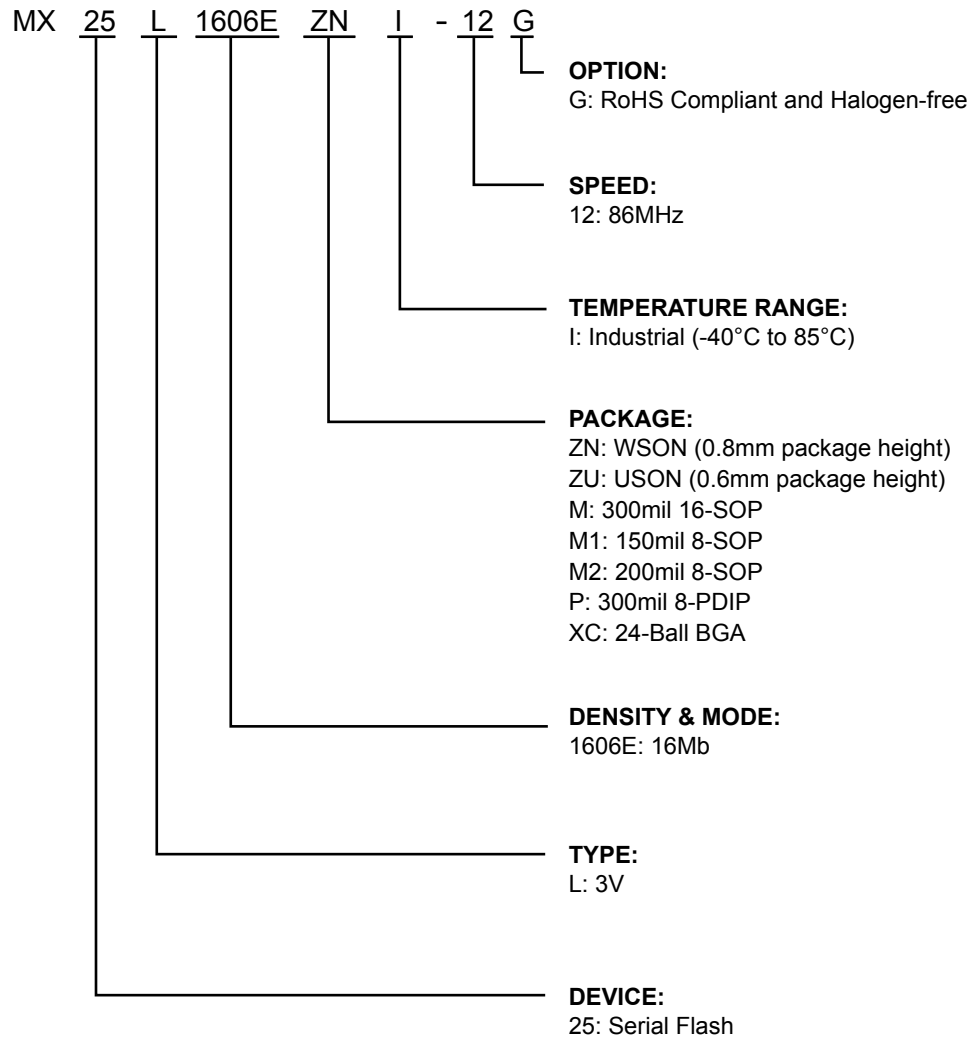 MX 25 L 1606E ZN I - 12 G
OPTION:
G: RoHS Compliant and Halogen-free
SPEED:
12: 86MHz
TEMPERATURE RANGE:
I: Industrial (-40°C to 85°C)
PACKAGE:
ZN: WSON (0.8mm package height)
ZU: USON (0.6mm package height)
M: 300mil 16-SOP
M1: 150mil 8-SOP
M2: 200mil 8-SOP
P: 300mil 8-PDIP
XC: 24-Ball BGA
DENSITY & MODE:
1606E: 16Mb
TYPE:
L: 3V
DEVICE:
25: Serial Flash